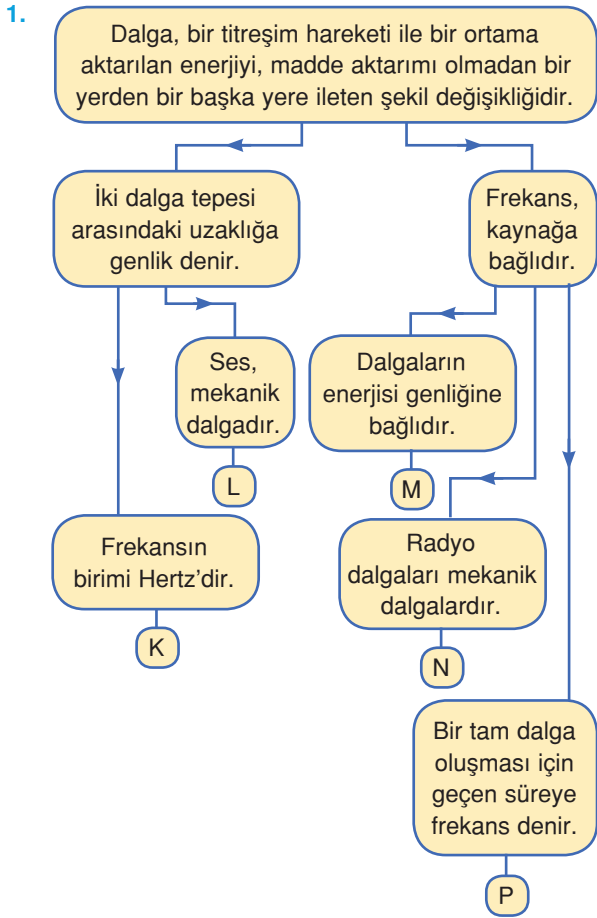 1.
Dalga, bir titreşim hareketi ile bir ortama
aktarılan enerjiyi, madde aktarımı olmadan bir
yerden bir başka yere ileten şekil değişikliğidir.
İki dalga tepesi
arasındaki uzaklığa
genlik denir.
Frekans,
kaynağa
bağlıdır.
Ses,
mekanik
dalgadır.
L
Dalgaların
enerjisi genliğine
bağlıdır.
M
Frekansın
birimi Hertz’dir.
K
Radyo
dalgaları mekanik
dalgalardır.
N
Bir tam dalga
oluşması için
geçen süreye
frekans denir.
P